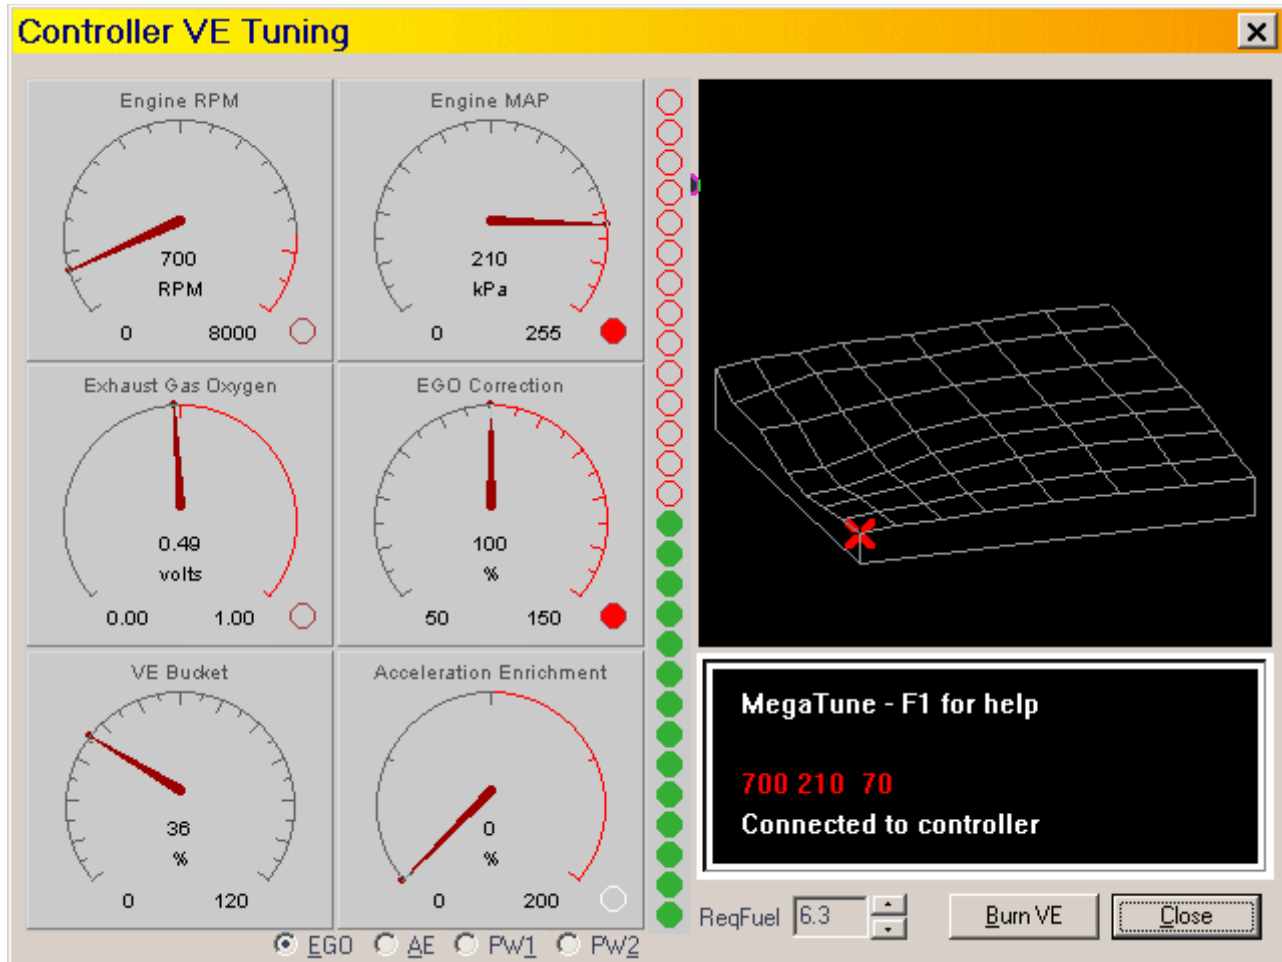 Controller VE Tuning
Engine RPM
700
RPM
0 8000
Engine MAP
210
kPa
0 255
Exhaust Gas Oxygen
0.49
volts
0.00 1.00
EGO Correction
100
%
50 150
VE Bucket
36
%
0 120
Acceleration Enrichment
0
%
0 200
EGO AE PW1 PW2
MegaTune - F1 for help
700 210 70
Connected to controller
ReqFuel 6.3 Burn VE Close